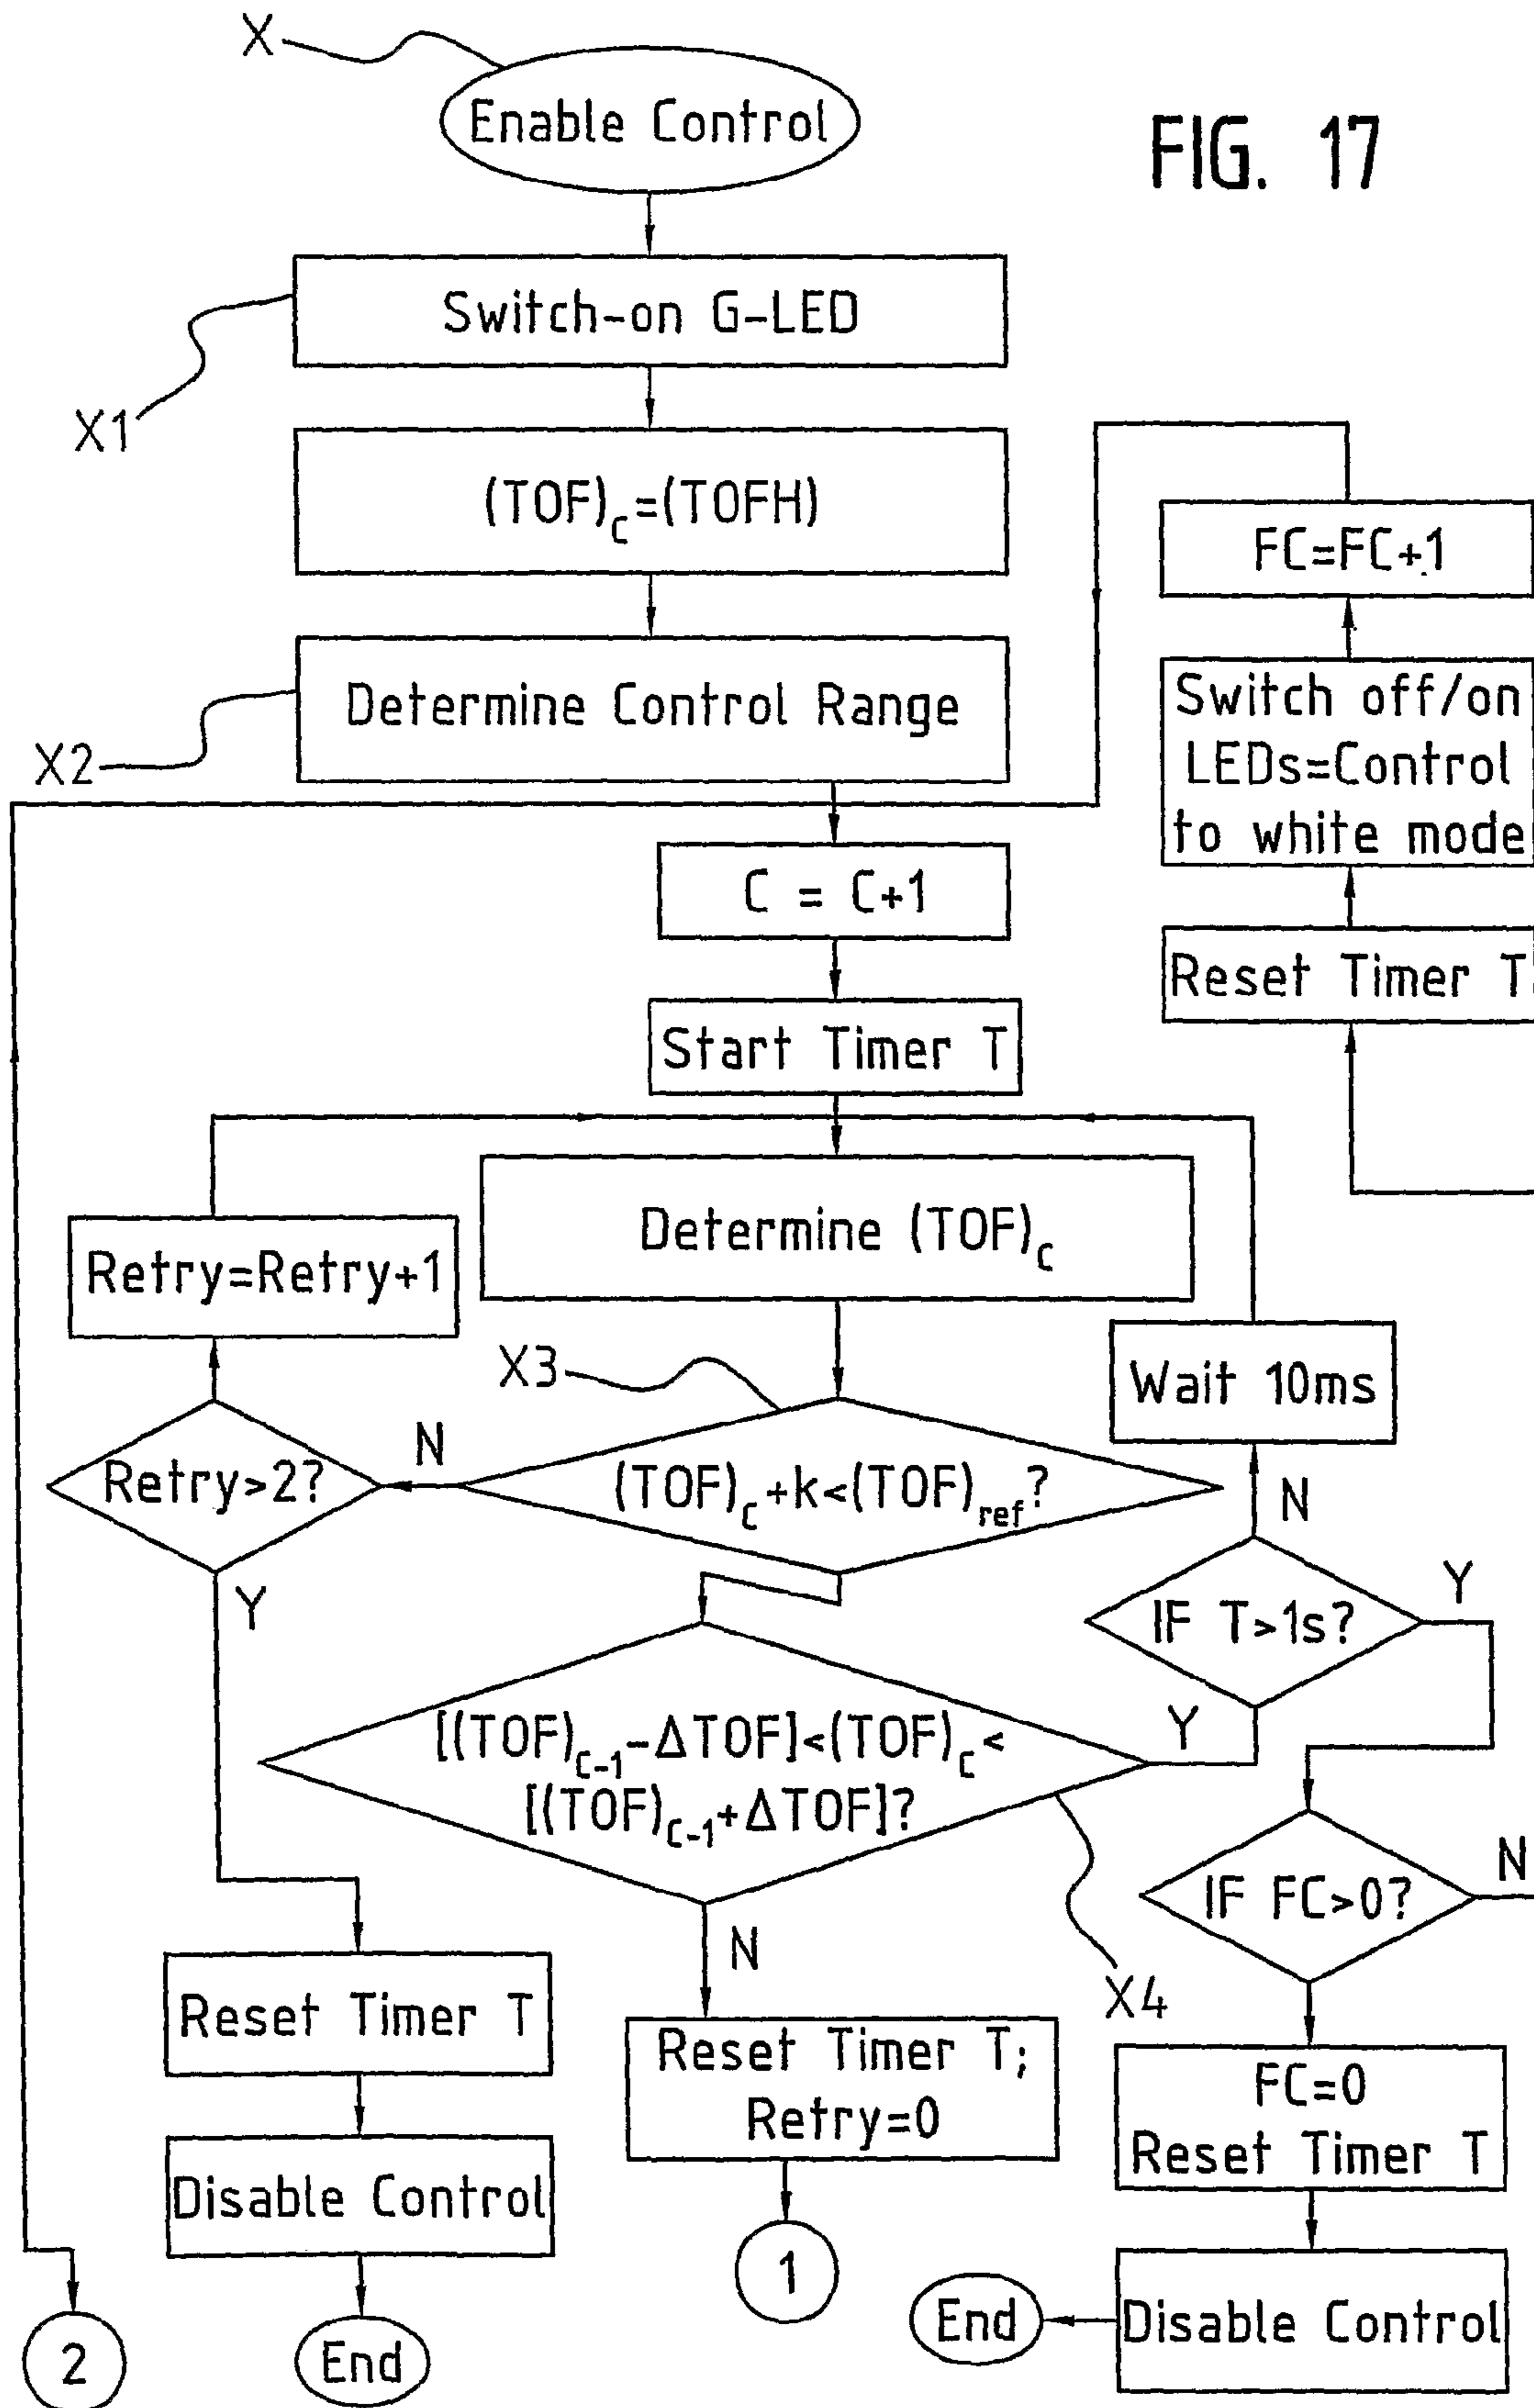 X
Enable Control
FIG. 17
Switch-on G-LED
X1
(TOF)c=(TOFH)
FC=FC+1
Determine Control Range
X2
Switch off/on
LEDs=Control
to white mode
C = C+1
Reset Timer T
Start Timer T
Determine (TOF)c
Retry=Retry+1
X3
Wait 10ms
Retry>2?
N
(TOF)c+k<(TOF)ref?
N
Y
IF T>1s?
Y
[(TOF)c-1-ΔTOF]<(TOF)c<
[(TOF)c-1+ΔTOF]?
Y
IF FC>0?
N
N
X4
Reset Timer T
Reset Timer T;
Retry=0
FC=0
Reset Timer T
Disable Control
1
End
Disable Control
2
End